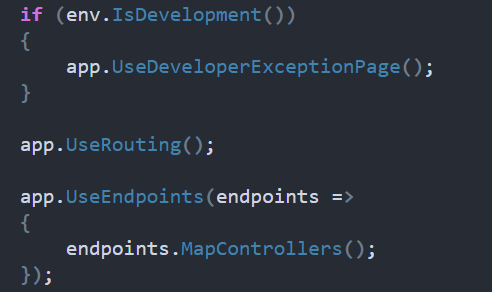 if (env.IsDevelopment())
{
    app.UseDeveloperExceptionPage();
}

app.UseRouting();

app.UseEndpoints(endpoints =>
{
    endpoints.MapControllers();
});